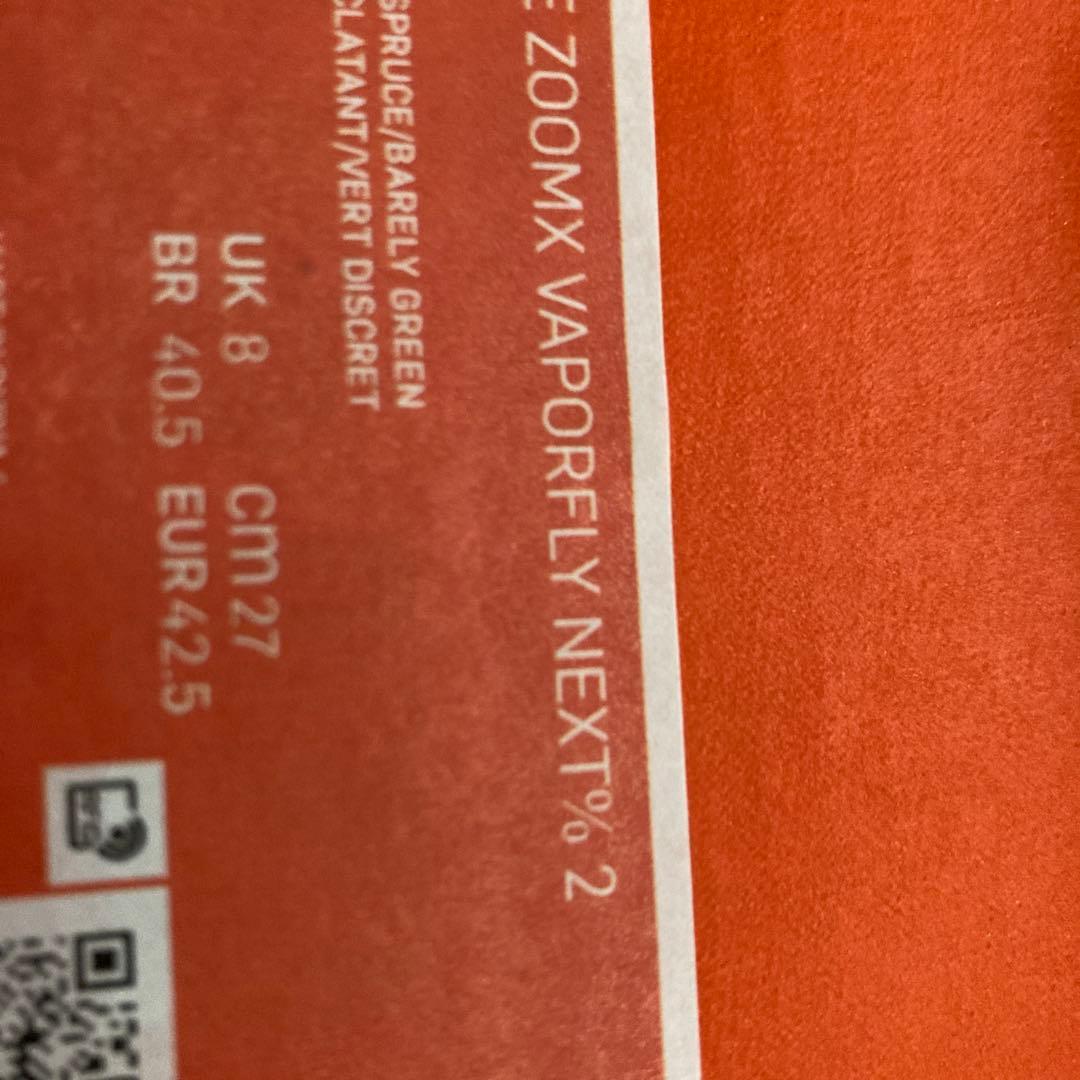 ZOOMX VAPORFLY NEXT% 2
SPRUCE/BARELY GREEN
CLATANT/VERT DISCRET
UK 8 cm 27
BR 40.5 EUR 42.5